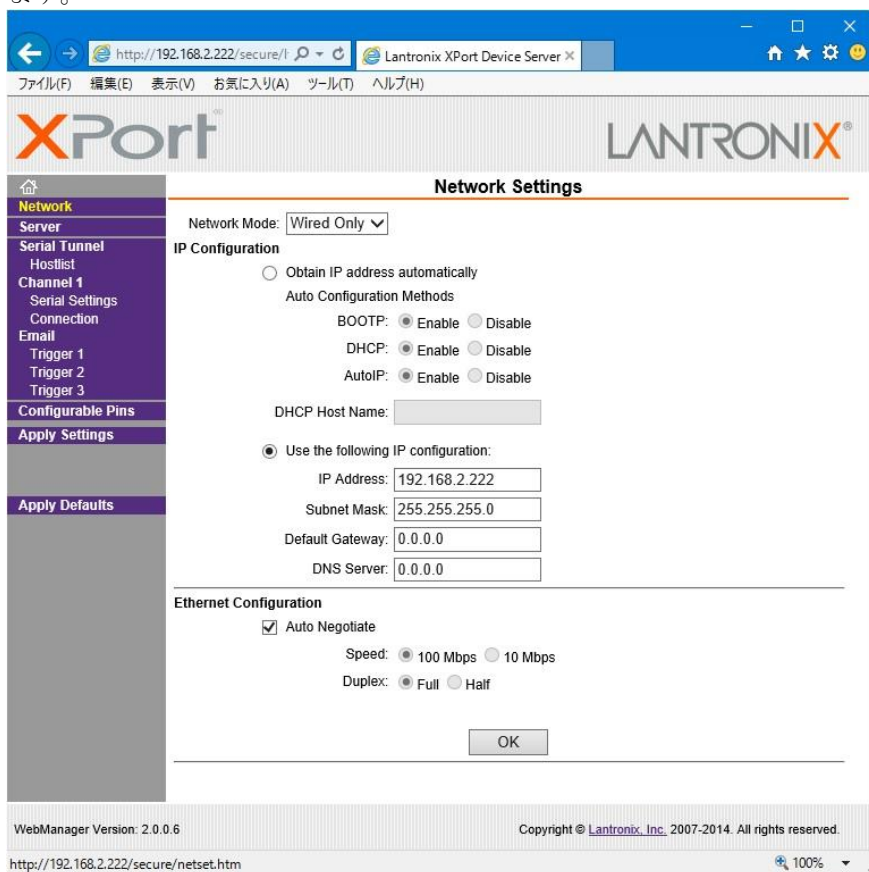 ます。
http://192.168.2.222/secure/h
Lantronix XPort Device Server
ファイル(F) 編集(E) 表示(V) お気に入り(A) ツール(T) ヘルプ(H)
XPort®
LANTRONIX®
Network
Server
Serial Tunnel
Hostlist
Channel 1
Serial Settings
Connection
Email
Trigger 1
Trigger 2
Trigger 3
Configurable Pins
Apply Settings
Apply Defaults
Network Settings
Network Mode: Wired Only
IP Configuration
Obtain IP address automatically
Auto Configuration Methods
BOOTP: Enable Disable
DHCP: Enable Disable
AutoIP: Enable Disable
DHCP Host Name:
Use the following IP configuration:
IP Address: 192.168.2.222
Subnet Mask: 255.255.255.0
Default Gateway: 0.0.0.0
DNS Server: 0.0.0.0
Ethernet Configuration
Auto Negotiate
Speed: 100 Mbps 10 Mbps
Duplex: Full Half
OK
WebManager Version: 2.0.0.6
Copyright © Lantronix, Inc. 2007-2014. All rights reserved.
http://192.168.2.222/secure/netset.htm
100%